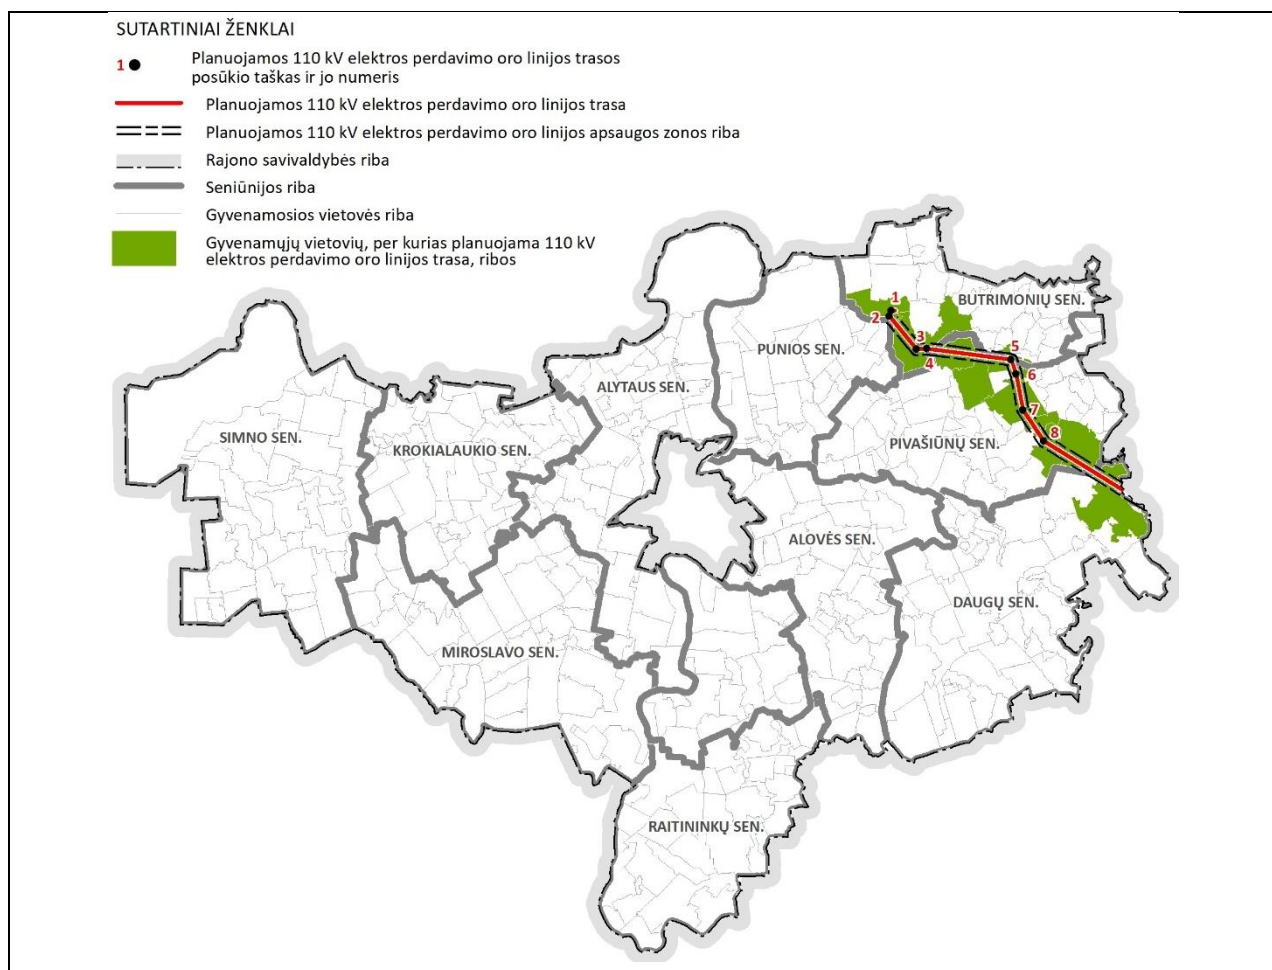 SUTARTINIAI ŽENKLAI
1
Planuojamos 110 kV elektros perdavimo oro linijos trasos
posūkio taškas ir jo numeris
Planuojamos 110 kV elektros perdavimo oro linijos trasa
Planuojamos 110 kV elektros perdavimo oro linijos apsaugos zonos riba
Rajono savivaldybės riba
Seniūnijos riba
Gyvenamosios vietovės riba
Gyvenamųjų vietovių, per kurias planuojama 110 kV
elektros perdavimo oro linijos trasa, ribos
1
BUTRIMONIŲ SEN.
2
3
PUNIOS SEN.
5
4
6
ALYTAUS SEN.
7
SIMNO SEN.
8
PIVAŠIŪNŲ SEN.
KROKIALAUKIO SEN.
ALOVĖS SEN.
DAUGŲ SEN.
MIROSLAVO SEN.
RAITININKŲ SEN.